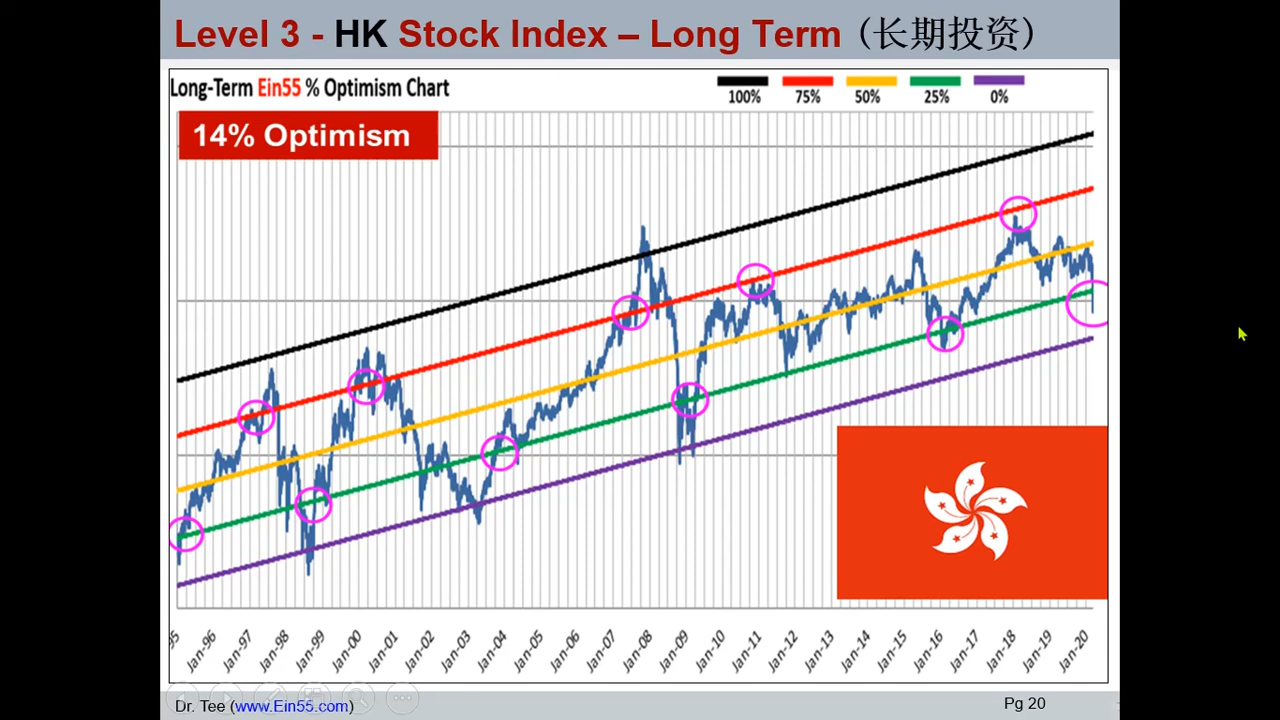 Level 3 - HK Stock Index – Long Term (长期投资)
Long-Term Ein55 % Optimism Chart
100% 75% 50% 25% 0%
14% Optimism
95 Jan-96 Jan-97 Jan-98 Jan-99 Jan-00 Jan-01 Jan-02 Jan-03 Jan-04 Jan-05 Jan-06 Jan-07 Jan-08 Jan-09 Jan-10 Jan-11 Jan-12 Jan-13 Jan-14 Jan-15 Jan-16 Jan-17 Jan-18 Jan-19 Jan-20
Dr. Tee (www.Ein55.com) Pg 20